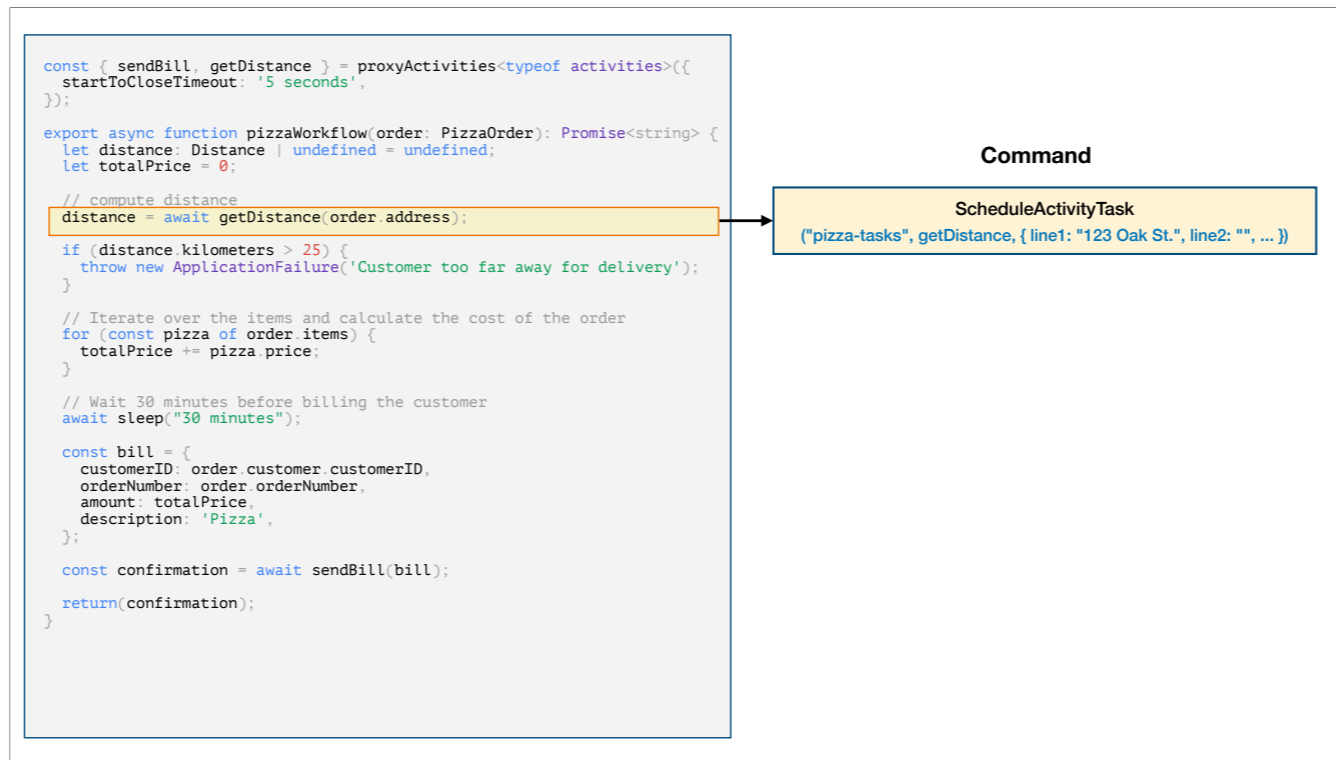 const { sendBill, getDistance } = proxyActivities<typeof activities>({
  startToCloseTimeout: '5 seconds',
});
export async function pizzaWorkflow(order: PizzaOrder): Promise<string> {
  let distance: Distance | undefined = undefined;
  let totalPrice = 0;
  // compute distance
  distance = await getDistance(order.address);
  if (distance.kilometers > 25) {
    throw new ApplicationFailure('Customer too far away for delivery');
  }
  // Iterate over the items and calculate the cost of the order
  for (const pizza of order.items) {
    totalPrice += pizza.price;
  }
  // Wait 30 minutes before billing the customer
  await sleep("30 minutes");
  const bill = {
    customerID: order.customer.customerID,
    orderNumber: order.orderNumber,
    amount: totalPrice,
    description: 'Pizza',
  };
  const confirmation = await sendBill(bill);
  return(confirmation);
}
Command
ScheduleActivityTask
("pizza-tasks", getDistance, { line1: "123 Oak St.", line2: "", ... })